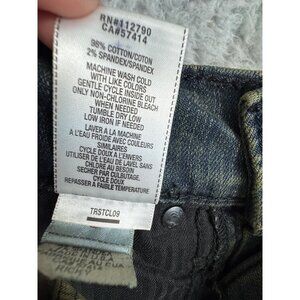 RN#112790
CA#57414
98% COTTON/COTON
2% SPANDEX/SPANDEX
MACHINE WASH COLD
WITH LIKE COLORS
GENTLE CYCLE INSIDE OUT
ONLY NON-CHLORINE BLEACH
WHEN NEEDED
TUMBLE DRY LOW
LOW IRON IF NEEDED
LAVER A LA MACHINE
A L'EAU FROIDE AVEC COULEURS
SIMILAIRES
CYCLE DOUX A L'ENVERS
UTILISEZ DE L'EAU DE LAVEL SANS
CHLORE AU BESOIN
SECHER PAR CULBUTAGE
CYCLE DOUX
REPASSER A FAIBLE TEMPERATURE
TRSTCL09
RICKY